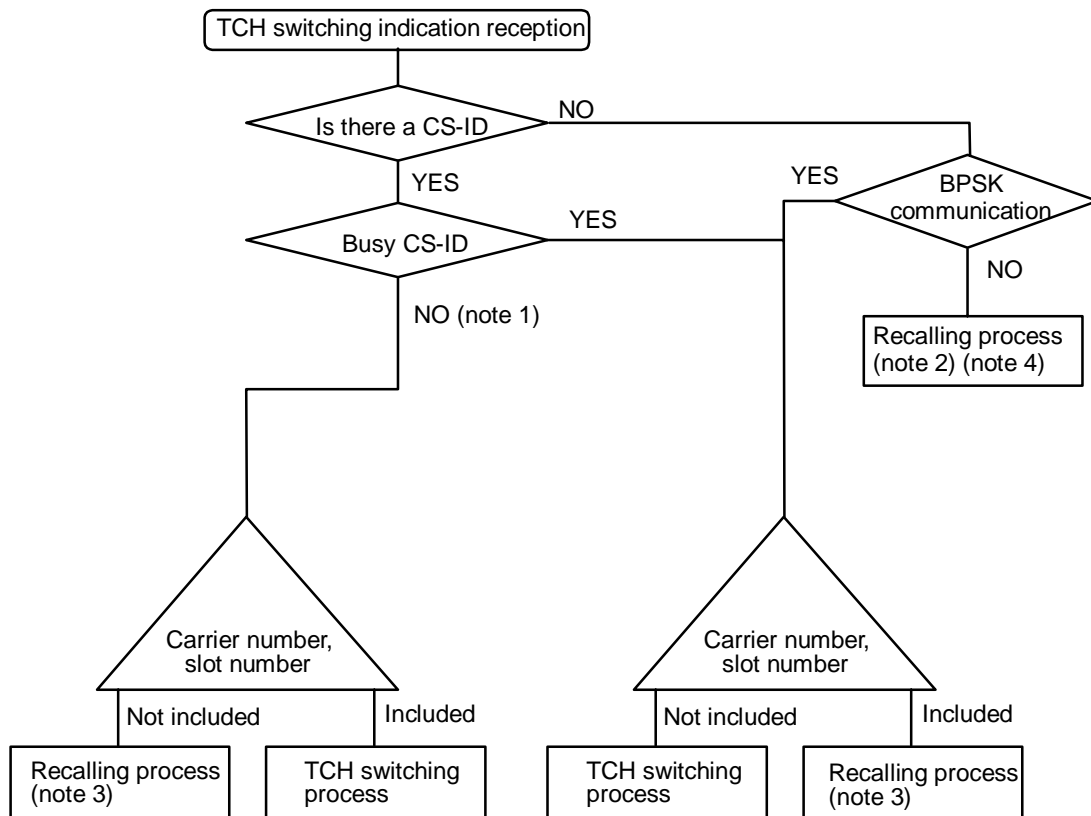 TCH switching indication reception
Is there a CS-ID
NO
YES
YES
BPSK
communication
Busy CS-ID
YES
NO
NO (note 1)
Recalling process
(note 2) (note 4)
Carrier number,
slot number
Carrier number,
slot number
Not included
Included
Not included
Included
Recalling process
(note 3)
TCH switching
process
TCH switching
process
Recalling process
(note 3)